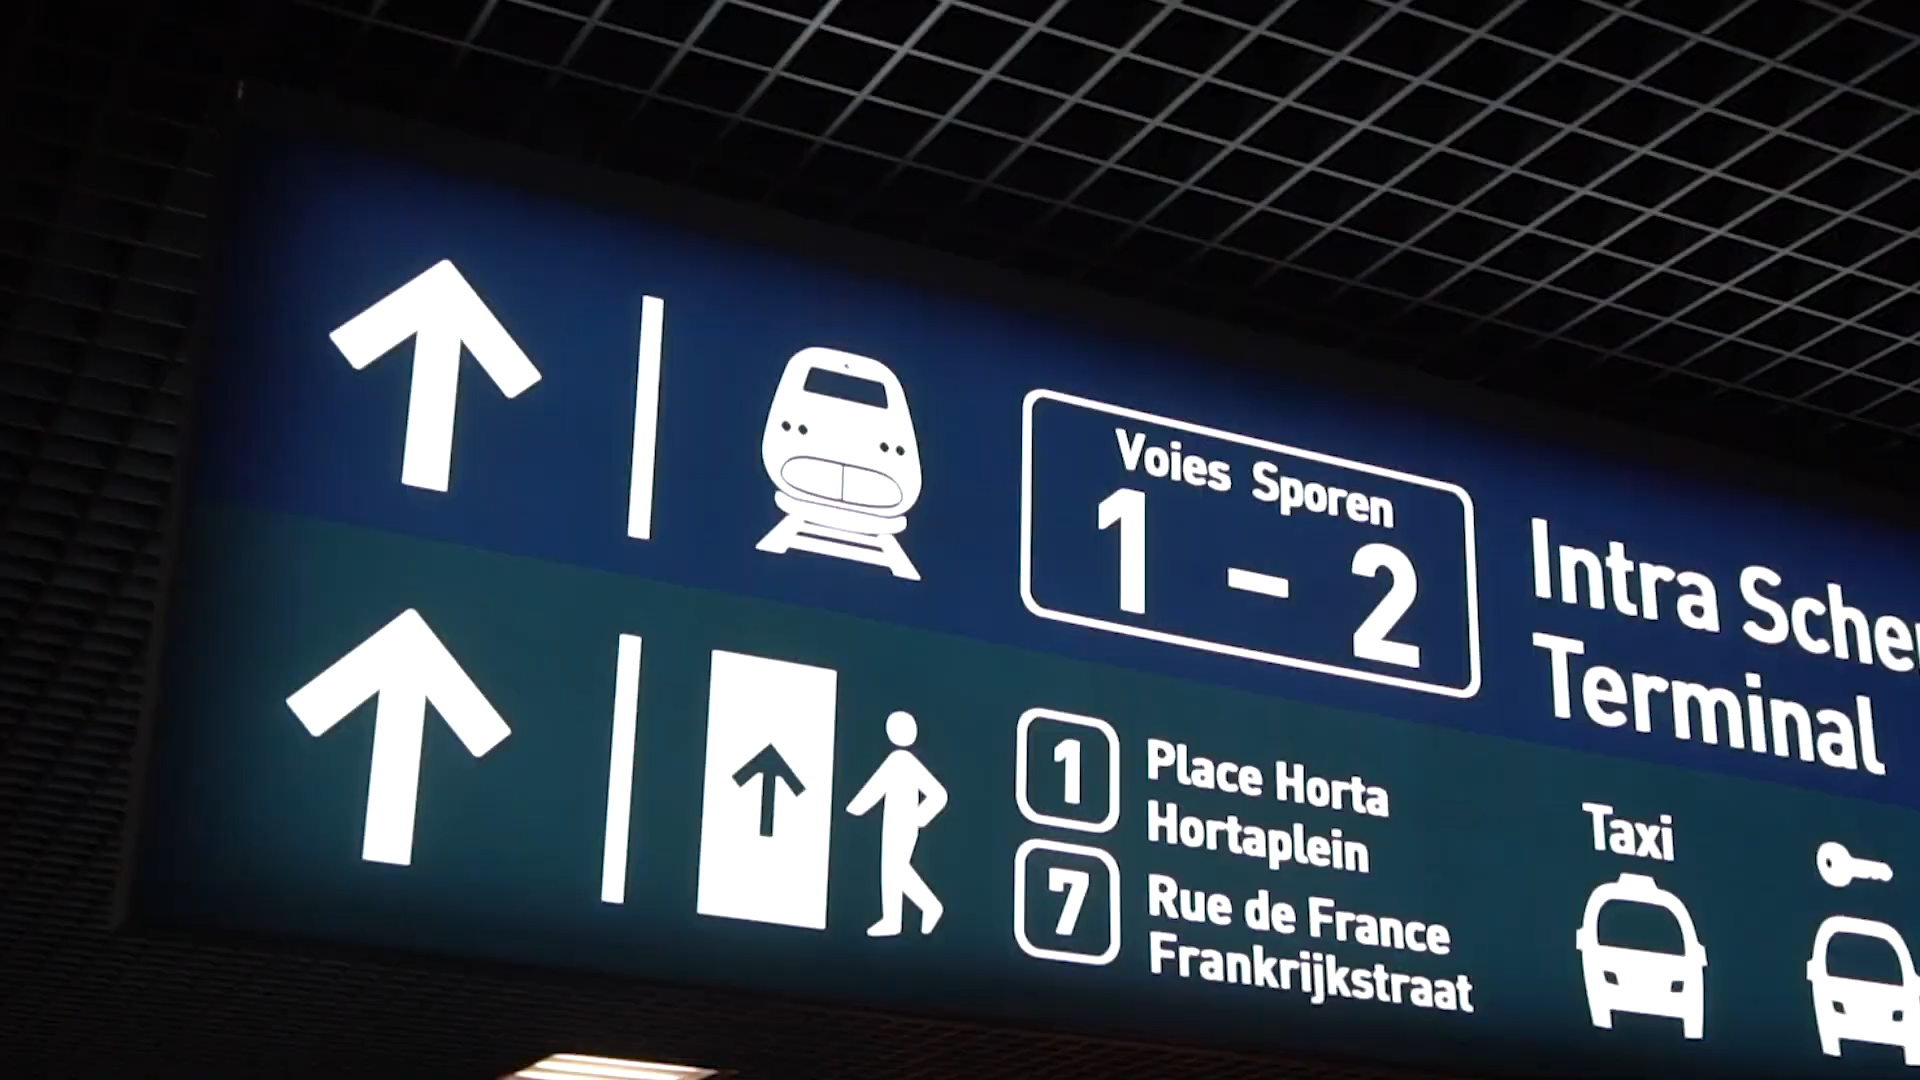 Voies Sporen
1 - 2
Intra
Terminal
1
Place Horta
Hortaplein
7
Rue de France
Frankrijkstraat
Taxi